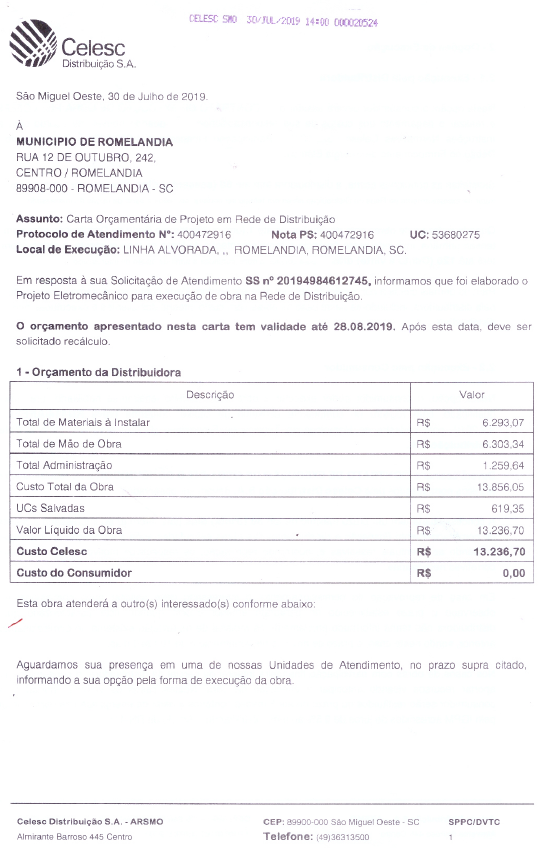 CELESC SMO 30/JUL/2019 14:00 000020524
Celesc
Distribuição S.A.
São Miguel Oeste, 30 de Julho de 2019.
À
MUNICIPIO DE ROMELANDIA
RUA 12 DE OUTUBRO, 242,
CENTRO / ROMELANDIA
89908-000 - ROMELANDIA - SC
Assunto: Carta Orçamentária de Projeto em Rede de Distribuição
Protocolo de Atendimento N°: 400472916 Nota PS: 400472916 UC: 53680275
Local de Execução: LINHA ALVORADA, ,, ROMELANDIA, ROMELANDIA, SC.
Em resposta à sua Solicitação de Atendimento SS nº 20194984612745, informamos que foi elaborado o
Projeto Eletromecânico para execução de obra na Rede de Distribuição.
O orçamento apresentado nesta carta tem validade até 28.08.2019. Após esta data, deve ser
solicitado recálculo.
1 - Orçamento da Distribuidora
Descrição Valor
Total de Materiais à Instalar R$ 6.293,07
Total de Mão de Obra R$ 6.303,34
Total Administração R$ 1.259,64
Custo Total da Obra R$ 13.856,05
UCs Salvadas R$ 619,35
Valor Liquido da Obra R$ 13.236,70
Custo Celesc R$ 13.236,70
Custo do Consumidor R$ 0,00
Esta obra atenderá a outro(s) interessado(s) conforme abaixo:
Aguardamos sua presença em uma de nossas Unidades de Atendimento, no prazo supra citado,
informando a sua opção pela forma de execução da obra.
Celesc Distribuição S.A. - ARSMO CEP: 89900-000 São Miguel Oeste - SC SPPC/DVTC
Almirante Barroso 445 Centro Telefone: (49)36313500 1